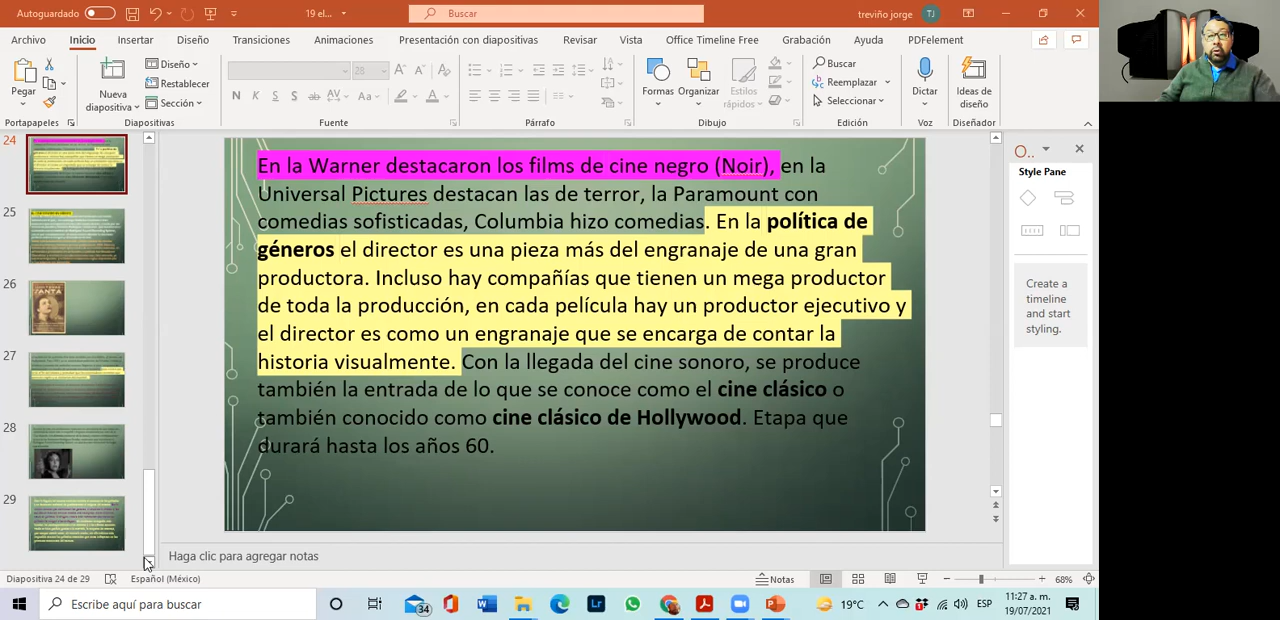 Autoguardado
19 el...
Buscar
treviño jorge
TJ
Archivo
Inicio
Insertar
Diseño
Transiciones
Animaciones
Presentación con diapositivas
Revisar
Vista
Office Timeline Free
Grabación
Ayuda
PDFelement
Pegar
Nueva
diapositiva
Diseño
Restablecer
Sección
28
N K S S ab AV Aa A
Formas
Organizar
Estilos
rápidos
Buscar
Reemplazar
Seleccionar
Dictar
Ideas de
diseño
Portapapeles
Diapositivas
Fuente
Párrafo
Dibujo
Edición
Voz
Diseñador
24
25
26
SANTA
27
28
29
En la Warner destacaron los films de cine negro (Noir), en la
Universal Pictures destacan las de terror, la Paramount con
comedias sofisticadas, Columbia hizo comedias. En la política de
géneros el director es una pieza más del engranaje de una gran
productora. Incluso hay compañías que tienen un mega productor
de toda la producción, en cada película hay un productor ejecutivo y
el director es como un engranaje que se encarga de contar la
historia visualmente. Con la llegada del cine sonoro, se produce
también la entrada de lo que se conoce como el cine clásico o
también conocido como cine clásico de Hollywood. Etapa que
durará hasta los años 60.
O...
Style Pane
Create a
timeline
and start
styling.
Haga clic para agregar notas
Diapositiva 24 de 29
Español (México)
Notas
68%
Escribe aquí para buscar
34
19°C
ESP
11:27 a. m.
19/07/2021